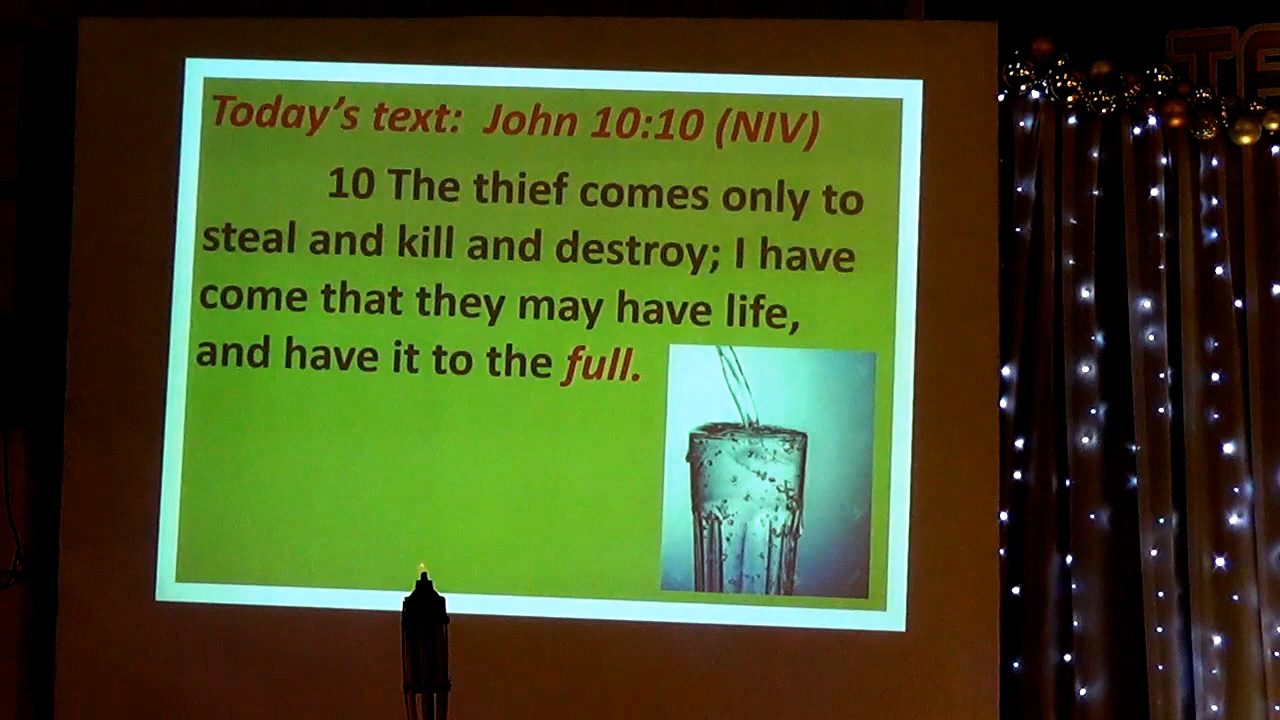 Today's text: John 10:10 (NIV)
10 The thief comes only to
steal and kill and destroy; I have
come that they may have life,
and have it to the full.